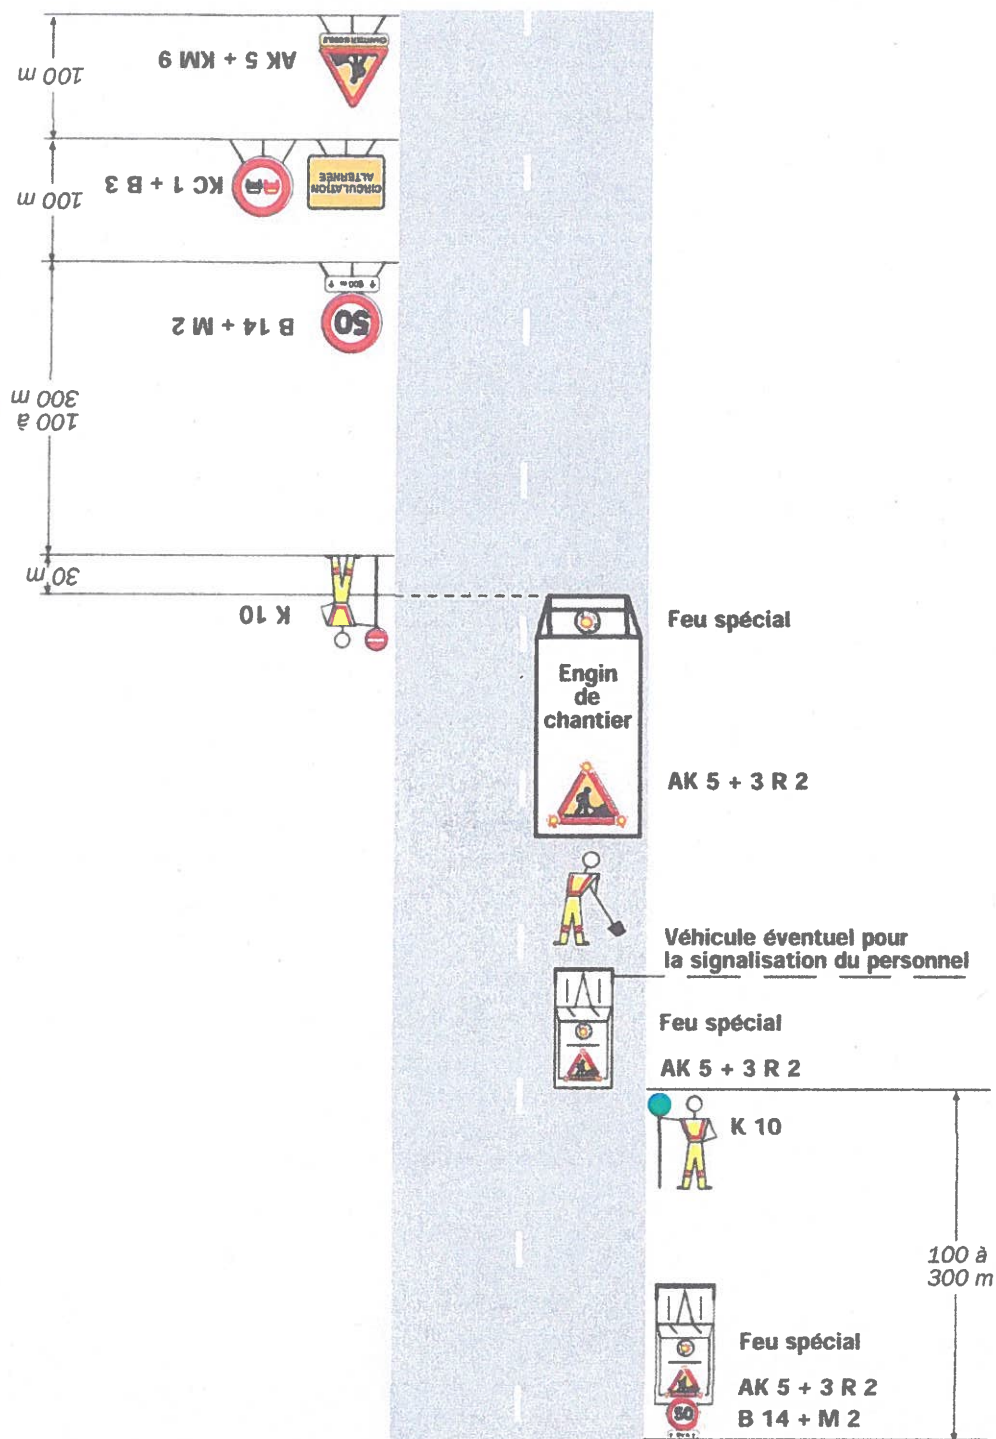 100 m
AK 5 + KM 9
CHANTIER MOBILE
100 m
KC 1 + B 3
CIRCULATION
ALTERNÉE
100 à
300 m
B 14 + M 2
50
30 m
K 10
Feu spécial
Engin
de
chantier
AK 5 + 3 R 2
Véhicule éventuel pour
la signalisation du personnel
Feu spécial
AK 5 + 3 R 2
K 10
100 à
300 m
Feu spécial
AK 5 + 3 R 2
50
B 14 + M 2